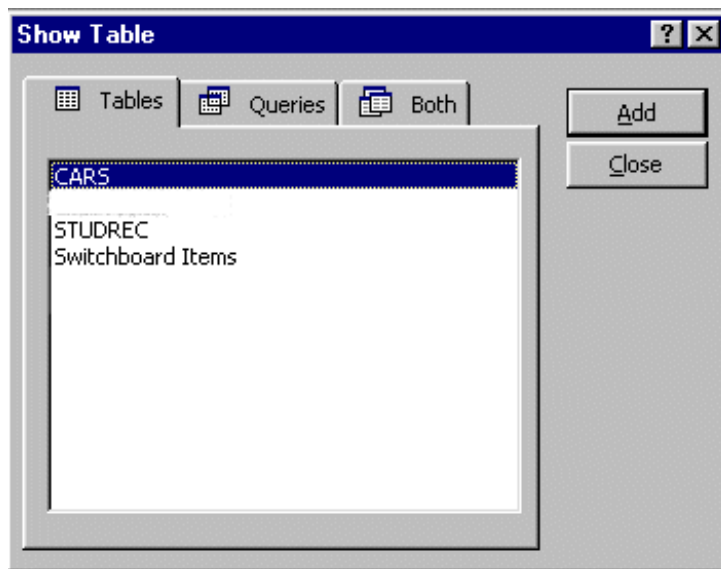 Show Table
Tables Queries Both
Add
Close
CARS
STUDREC
Switchboard Items